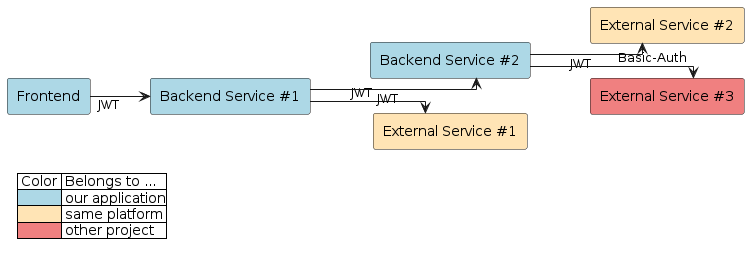 External Service #2
Backend Service #2
Basic-Auth
JWT
Frontend
JWT
Backend Service #1
JWT
JWT
External Service #3
External Service #1
Color Belongs to ...
our application
same platform
other project